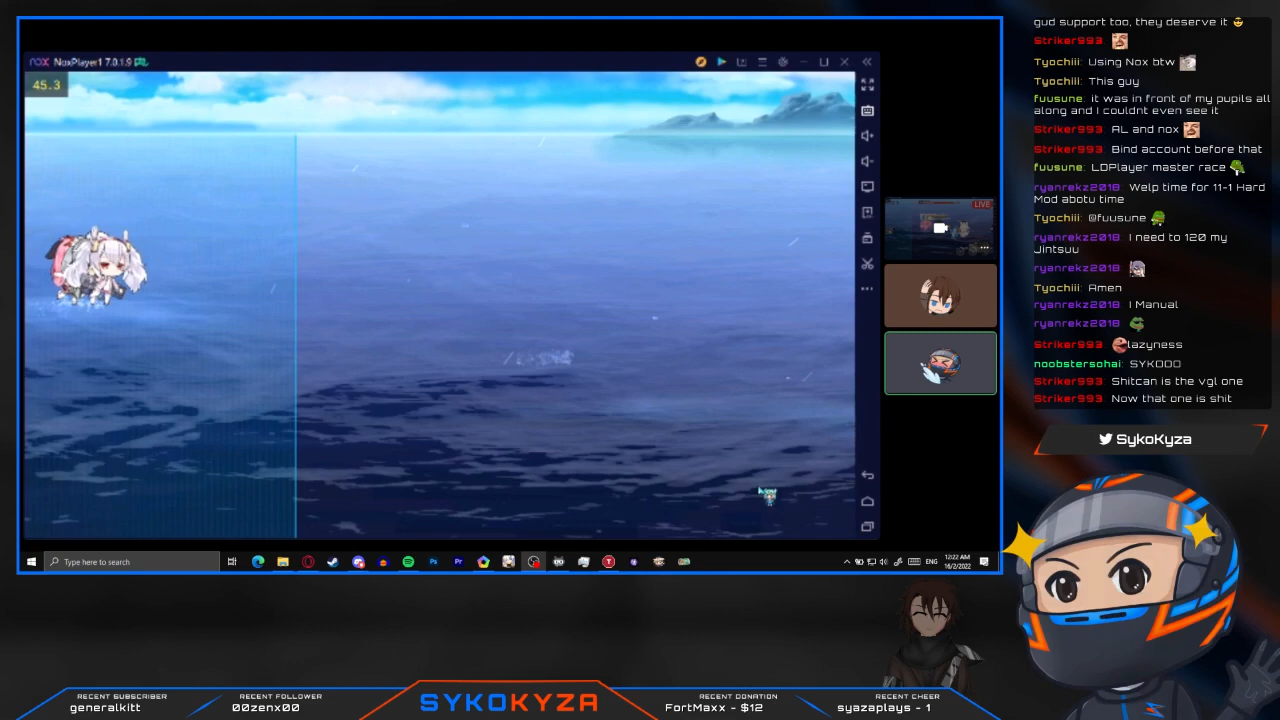 NOX NoxPlayer1 7.0.1.9
45.3
LIVE
Type here to search
ENG
12:22 AM
16/2/2022
gud support too, they deserve it
Striker993
Tyochiii: Using Nox btw
Tyochiii: This guy
fuusune: it was in front of my pupils all
along and I couldnt even see it
Striker993 AL and nox
Striker993 Bind account before that
fuusune: LDPlayer master race
ryanrekz2018 Welp time for 11-1 Hard
Mod abotu time
Tyochiii: @fuusune
ryanrekz2018 I need to 120 my
Jintsuu
ryanrekz2018
Tyochiii: Amen
ryanrekz2018 I Manual
ryanrekz2018
Striker993 lazyness
noobstersohai: SYKOOO
Striker993 Shitcan is the vgl one
Striker993 Now that one is shit
SykoKyza
RECENT SUBSCRIBER
generalkitt
RECENT FOLLOWER
00zenx00
SYKOKYZA
RECENT DONATION
FortMaxx - $12
RECENT CHEER
syazaplays - 1